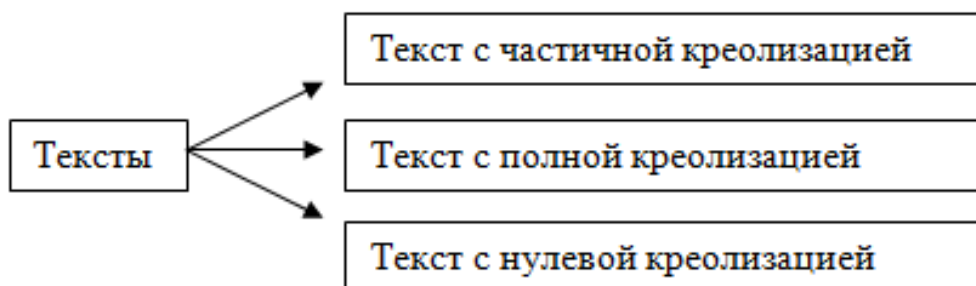 Текст с частичной креолизацией
Тексты
Текст с полной креолизацией
Текст с нулевой креолизацией